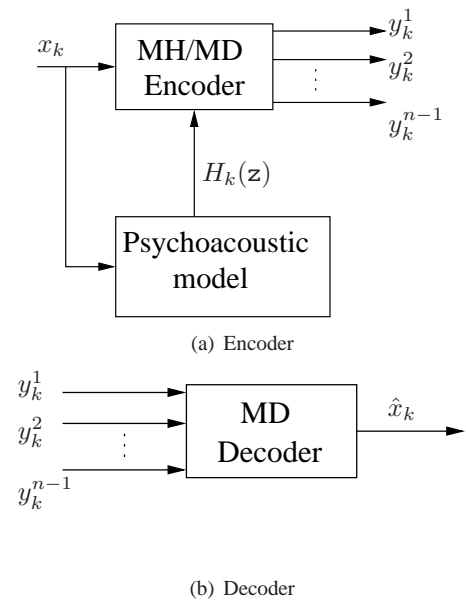 x_k
MH/MD
Encoder
y_k^1
y_k^2
⋮
y_k^{n-1}
H_k(z)
Psychoacoustic
model
(a) Encoder
y_k^1
y_k^2
⋮
y_k^{n-1}
MD
Decoder
x̂_k
(b) Decoder